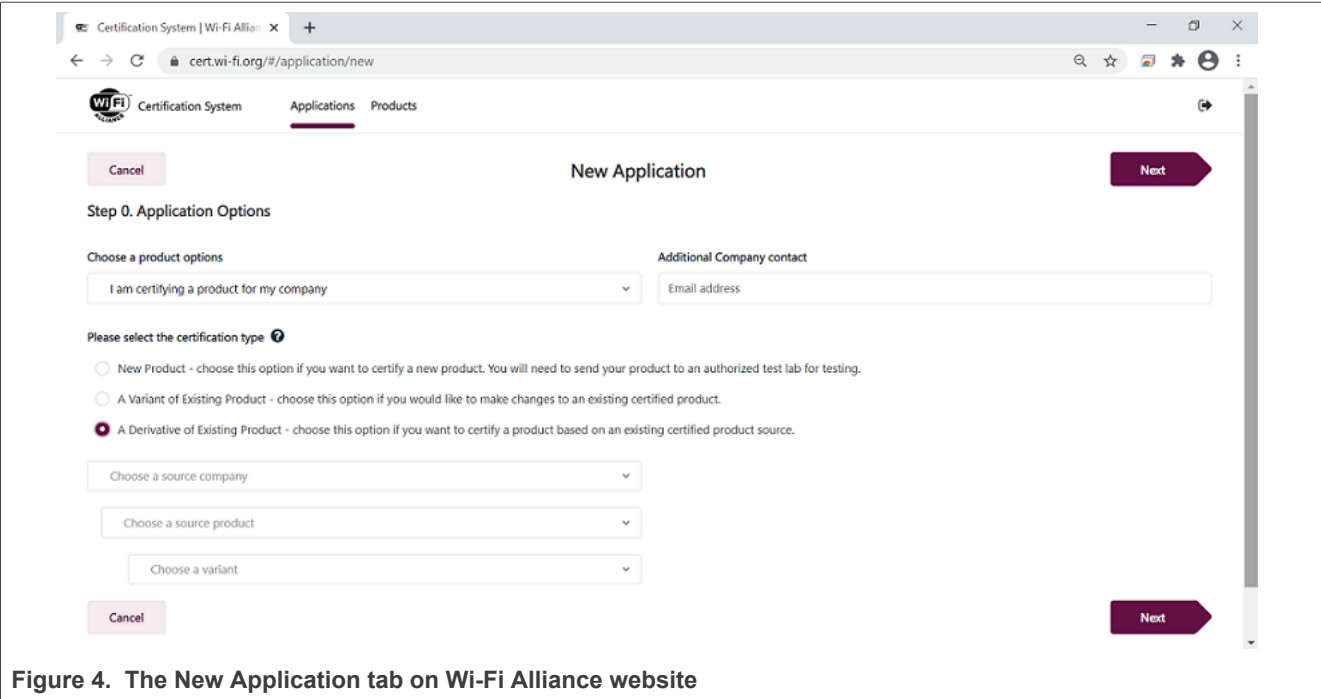 Certification System | Wi-Fi Allian
cert.wi-fi.org/#/application/new
Wi Fi
ALLIANCE
Certification System Applications Products
Cancel New Application Next
Step 0. Application Options
Choose a product options Additional Company contact
I am certifying a product for my company Email address
Please select the certification type ?
New Product - choose this option if you want to certify a new product. You will need to send your product to an authorized test lab for testing.
A Variant of Existing Product - choose this option if you would like to make changes to an existing certified product.
A Derivative of Existing Product - choose this option if you want to certify a product based on an existing certified product source.
Choose a source company
Choose a source product
Choose a variant
Cancel Next
Figure 4. The New Application tab on Wi-Fi Alliance website